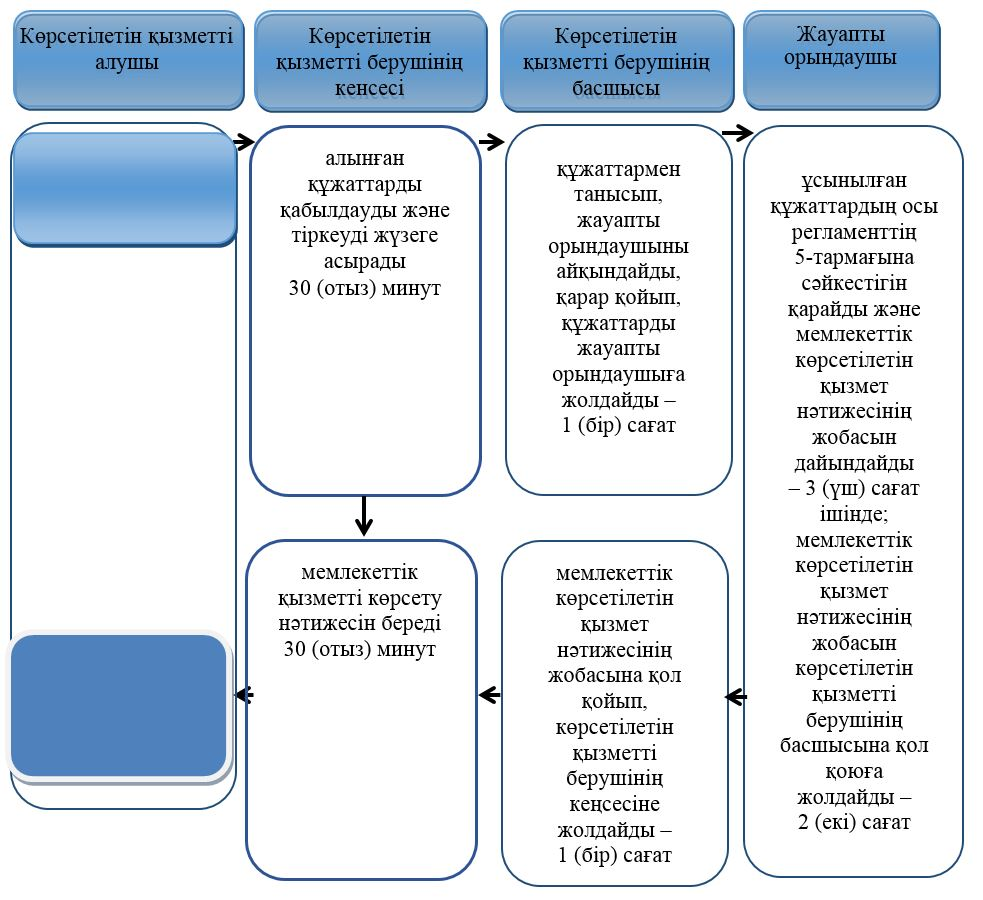 Көрсетілетін қызметті
алушы
Көрсетілетін
қызметті берушінің
кенсесі
Көрсетілетін
қызметті берушінің
басшысы
Жауапты
орындаушы
алынған
құжаттарды
қабылдауды және
тіркеуді жүзеге
асырады
30 (отыз) минут
құжаттармен
танысып,
жауапты
орындаушыны
айқындайды,
қарар қойып,
құжаттарды
жауапты
орындаушыға
жолдайды –
1 (бір) сағат
ұсынылған
құжаттардың осы
регламенттің
5-тармағына
сәйкестігін
қарайды және
мемлекеттік
көрсетілетін
қызмет
нәтижесінің
жобасын
дайындайды
– 3 (үш) сағат
ішінде;
мемлекеттік
көрсетілетін
қызмет
нәтижесінің
жобасын
көрсетілетін
қызметті
берушінің
басшысына қол
қоюға
жолдайды –
2 (екі) сағат
мемлекеттік
қызметті көрсету
нәтижесін береді
30 (отыз) минут
мемлекеттік
көрсетілетін
қызмет
нәтижесінің
жобасына қол
қойып,
көрсетілетін
қызметті
берушінің
кеңсесіне
жолдайды –
1 (бір) сағат